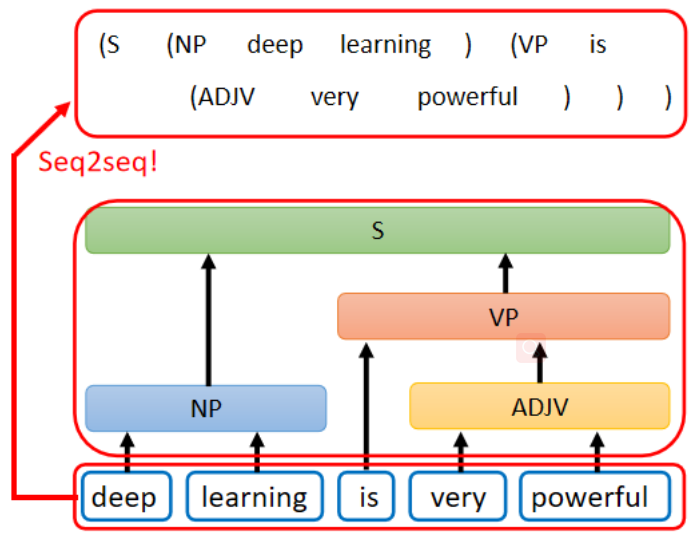 (S (NP deep learning ) (VP is
(ADJV very powerful ) ) )
Seq2seq!
S
VP
NP ADJV
deep learning is very powerful